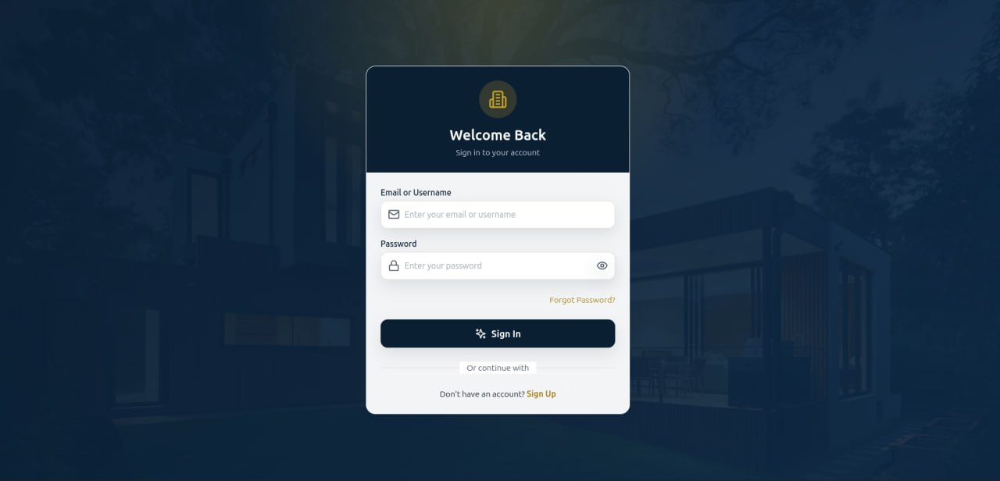 Welcome Back
Sign in to your account
Email or Username
Enter your email or username
Password
Enter your password
Forgot Password?
Sign In
Or continue with
Don't have an account? Sign Up